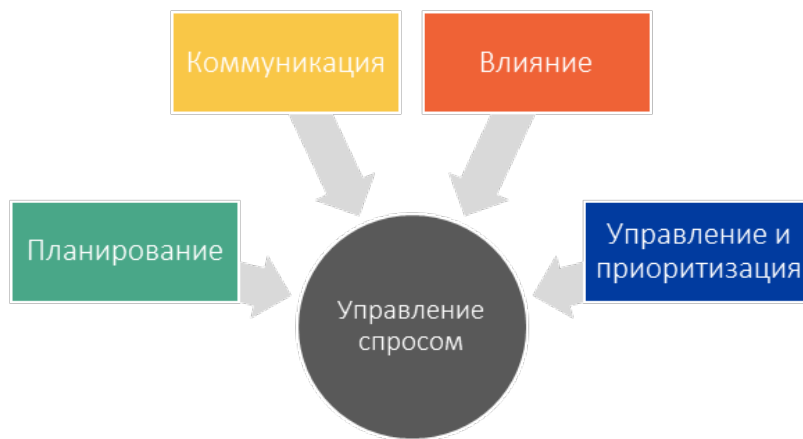 Коммуникация
Влияние
Планирование
Управление и
приоритизация
Управление
спросом